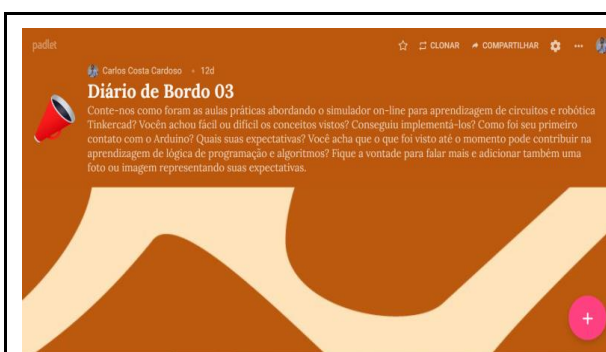 padlet
CLONAR
COMPARTILHAR
Carlos Costa Cardoso • 12d
Diário de Bordo 03
Conte-nos como foram as aulas práticas abordando o simulador on-line para aprendizagem de circuitos e robótica
Tinkercad? Vocên achou fácil ou difícil os conceitos vistos? Conseguiu implementá-los? Como foi seu primeiro
contato com o Arduino? Quais suas expectativas? Você acha que o que foi visto até o momento pode contribuir na
aprendizagem de lógica de programação e algoritmos? Fique a vontade para falar mais e adicionar também uma
foto ou imagem representando suas expectativas.